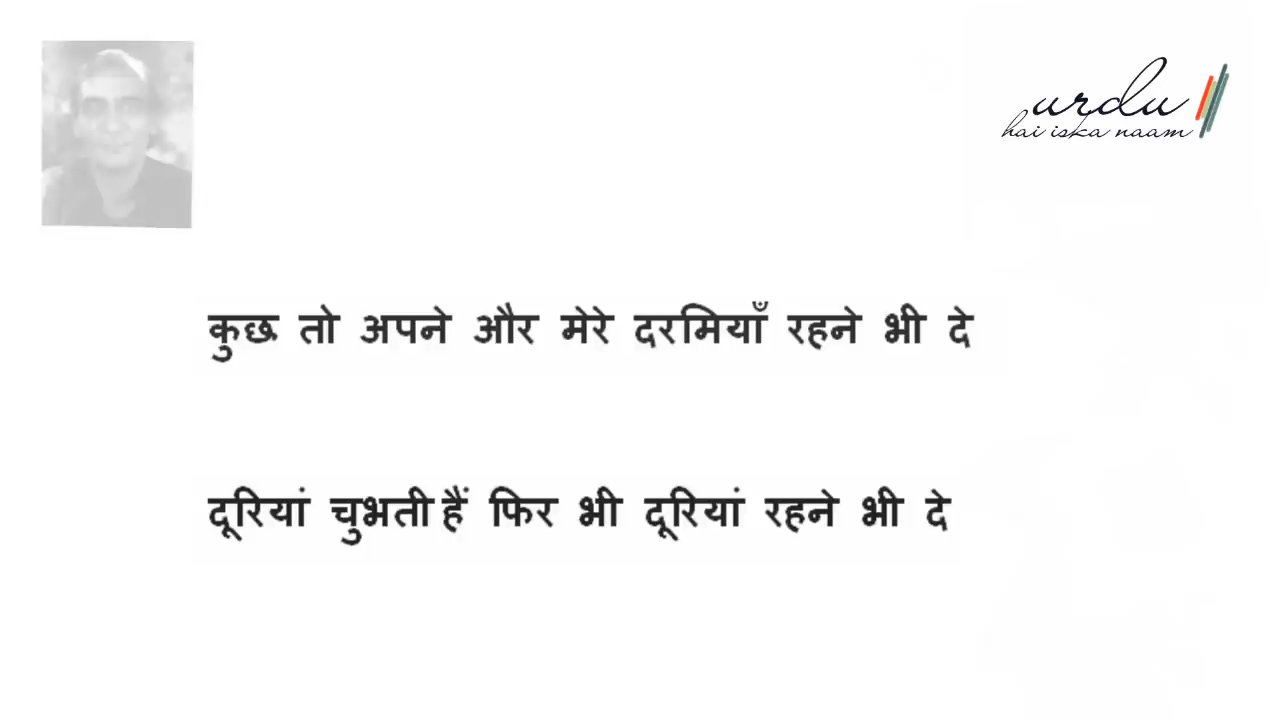 urdu
hai iska naam
कुछ तो अपने और मेरे दरमियाँ रहने भी दे
दूरियां चुभती हैं फिर भी दूरियां रहने भी दे